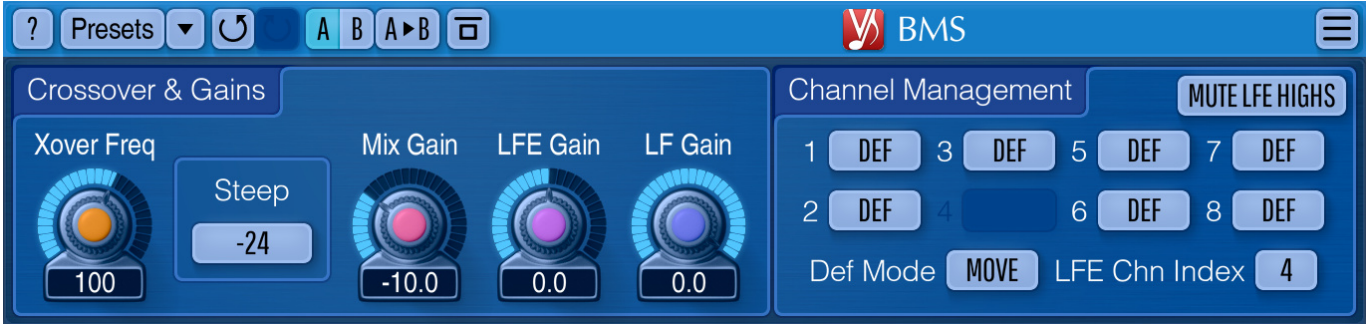 ? Presets A B A▸B BMS
Crossover & Gains
Channel Management
MUTE LFE HIGHS
Xover Freq
Steep
-24
100
Mix Gain
-10.0
LFE Gain
0.0
LF Gain
0.0
1 DEF 3 DEF 5 DEF 7 DEF
2 DEF 4 6 DEF 8 DEF
Def Mode MOVE LFE Chn Index 4